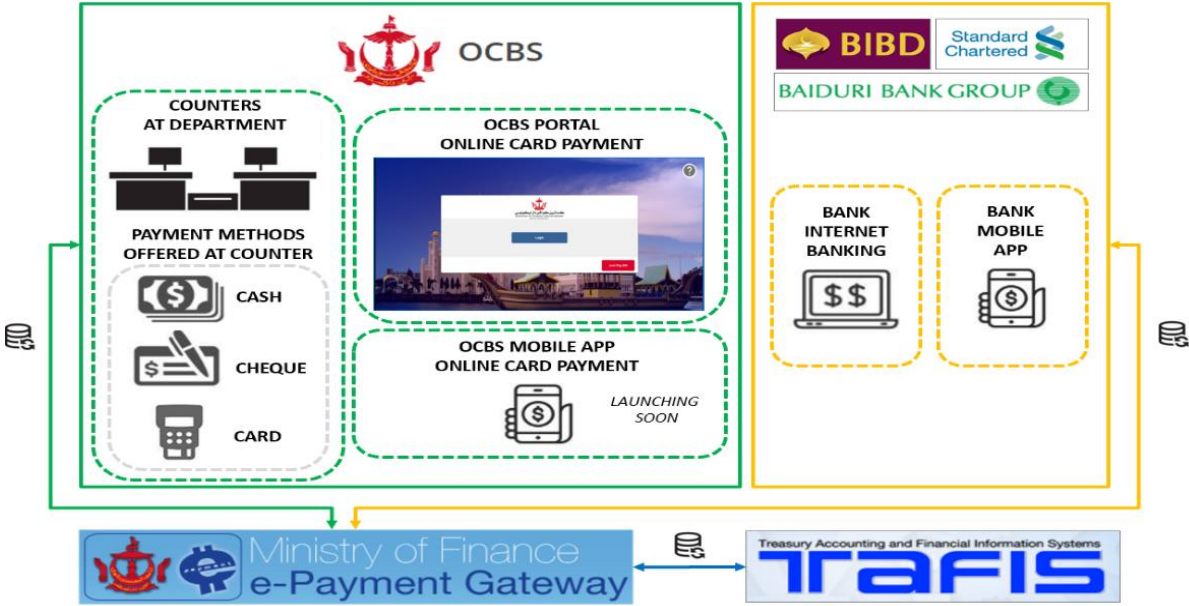 OCBS
COUNTERS
AT DEPARTMENT
PAYMENT METHODS
OFFERED AT COUNTER
CASH
CHEQUE
CARD
OCBS PORTAL
ONLINE CARD PAYMENT
?
Login
OCBS MOBILE APP
ONLINE CARD PAYMENT
LAUNCHING
SOON
BIBD
Standard
Chartered
BAIDURI BANK GROUP
BANK
INTERNET
BANKING
$$
BANK
MOBILE
APP
Ministry of Finance
e-Payment Gateway
Treasury Accounting and Financial Information Systems
TAFIS